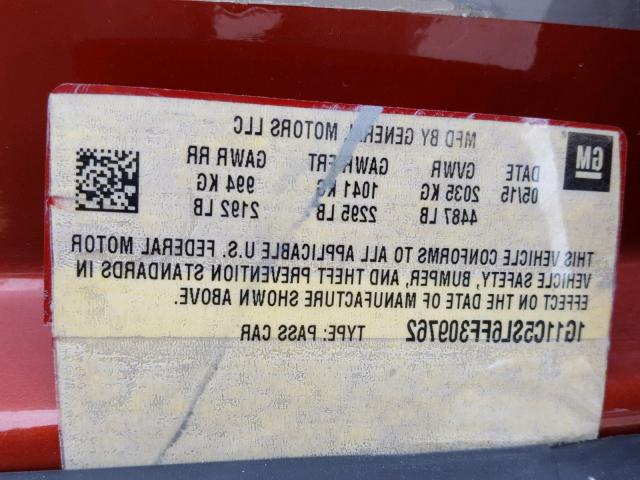 GM
MFD BY GENERAL MOTORS LLC
DATE GVWR GAWR FRT GAWR RR
05/15 2035 KG 1041 KG 994 KG
4487 LB 2295 LB 2192 LB
THIS VEHICLE CONFORMS TO ALL APPLICABLE U.S. FEDERAL MOTOR
VEHICLE SAFETY, BUMPER, AND THEFT PREVENTION STANDARDS IN
EFFECT ON THE DATE OF MANUFACTURE SHOWN ABOVE.
1G11C5SL6FF309762 TYPE: PASS CAR